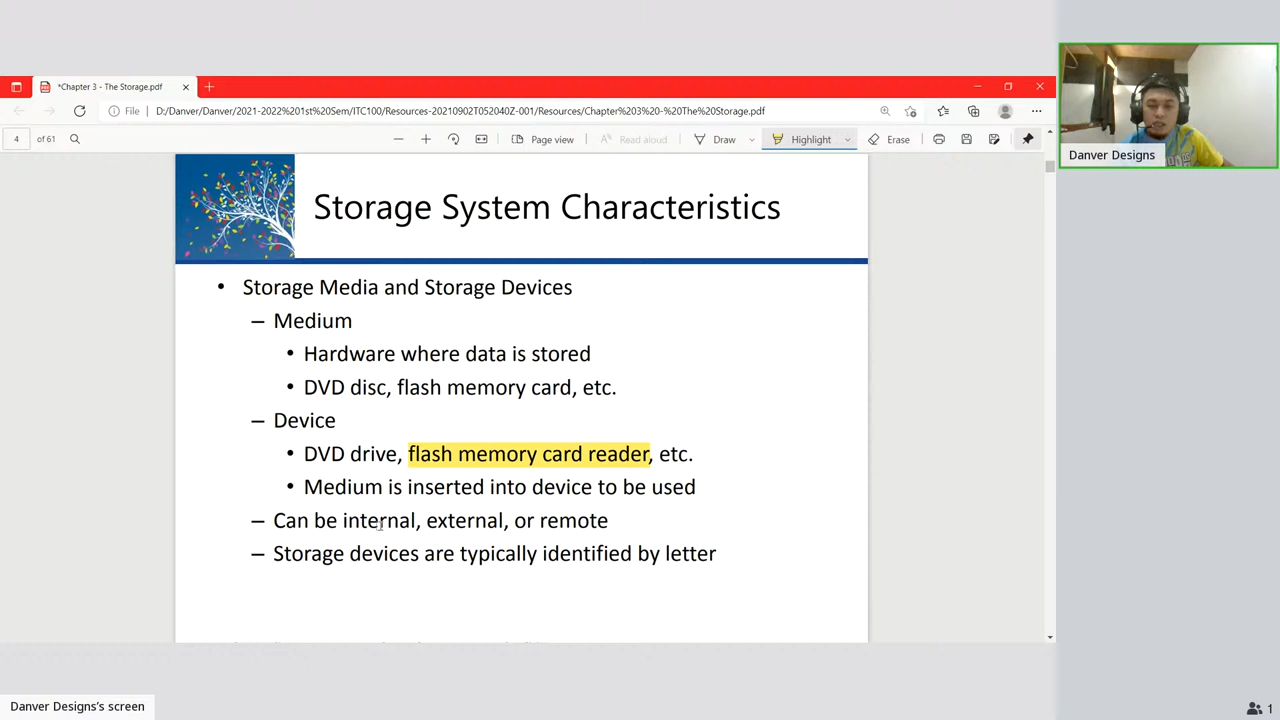 *Chapter 3 - The Storage.pdf
File
D:/Danver/Danver/2021-2022%201st%20Sem/ITC100/Resources-20210902T052040Z-001/Resources/Chapter%203%20-%20The%20Storage.pdf
4 of 61
Page view
Read aloud
Draw
Highlight
Erase
Danver Designs
Storage System Characteristics
• Storage Media and Storage Devices
– Medium
• Hardware where data is stored
• DVD disc, flash memory card, etc.
– Device
• DVD drive, flash memory card reader, etc.
• Medium is inserted into device to be used
– Can be internal, external, or remote
– Storage devices are typically identified by letter
Danver Designs's screen
1